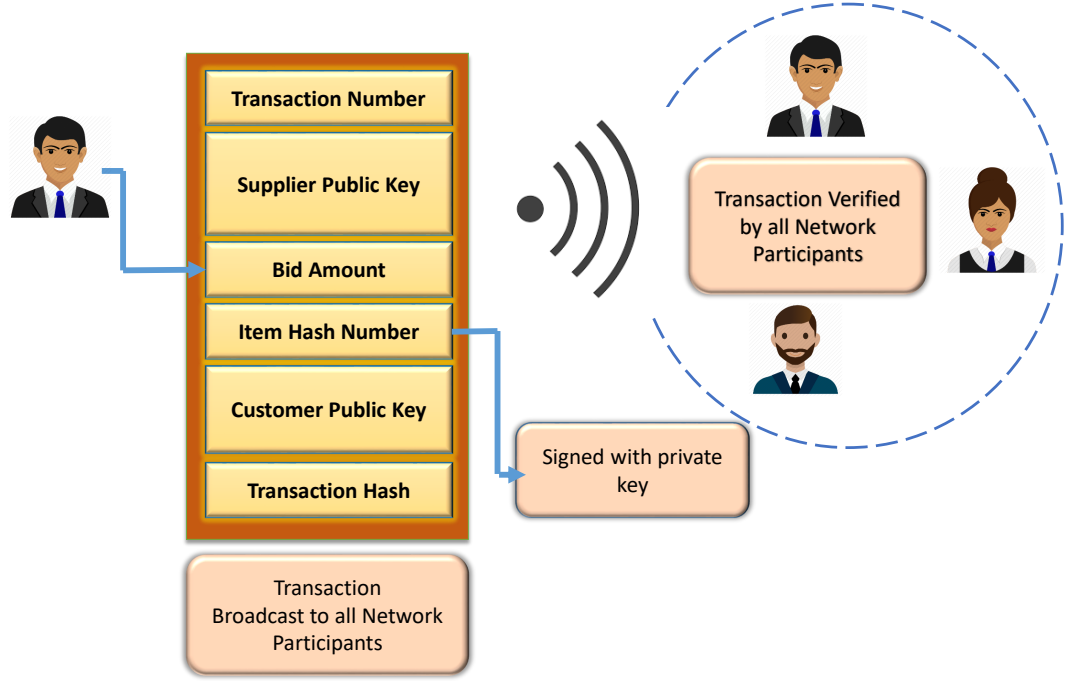 Transaction Number
Supplier Public Key
Bid Amount
Item Hash Number
Customer Public Key
Transaction Hash
Transaction
Broadcast to all Network
Participants
Signed with private
key
Transaction Verified
by all Network
Participants